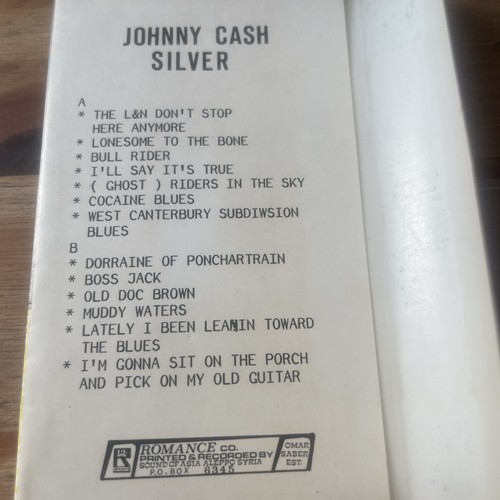 JOHNNY CASH
SILVER
A
* THE L&N DON'T STOP
HERE ANYMORE
* LONESOME TO THE BONE
* BULL RIDER
* I'LL SAY IT'S TRUE
* ( GHOST ) RIDERS IN THE SKY
* COCAINE BLUES
* WEST CANTERBURY SUBDIWSION
BLUES
B
* DORRAINE OF PONCHARTRAIN
* BOSS JACK
* OLD DOC BROWN
* MUDDY WATERS
* LATELY I BEEN LEANIN TOWARD
THE BLUES
* I'M GONNA SIT ON THE PORCH
AND PICK ON MY OLD GUITAR
R
ROMANCE CO.
PRINTED & RECORDED BY
SOUND OF ASIA ALEPPO SYRIA
P.O. BOX 6345
OMAR
SABER
EST.